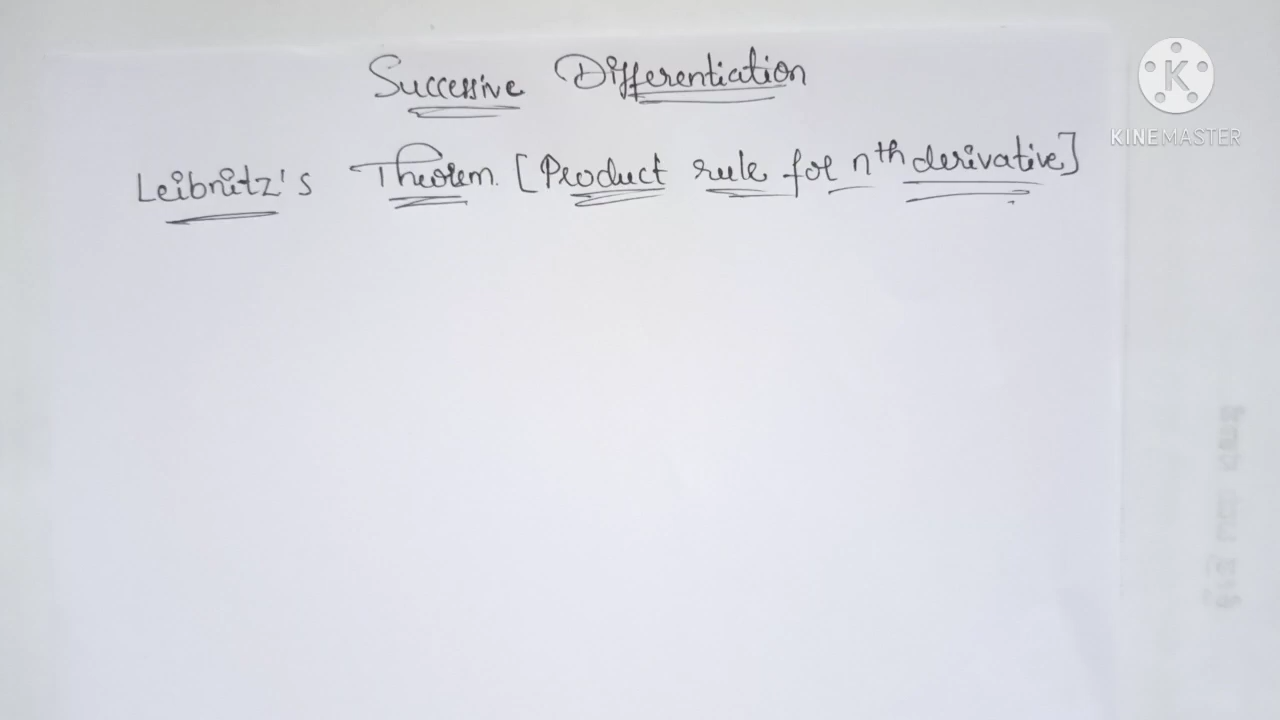 Successive Differentiation
Leibnitz's Theorem. [Product rule for nth derivative]
K
KINEMASTER